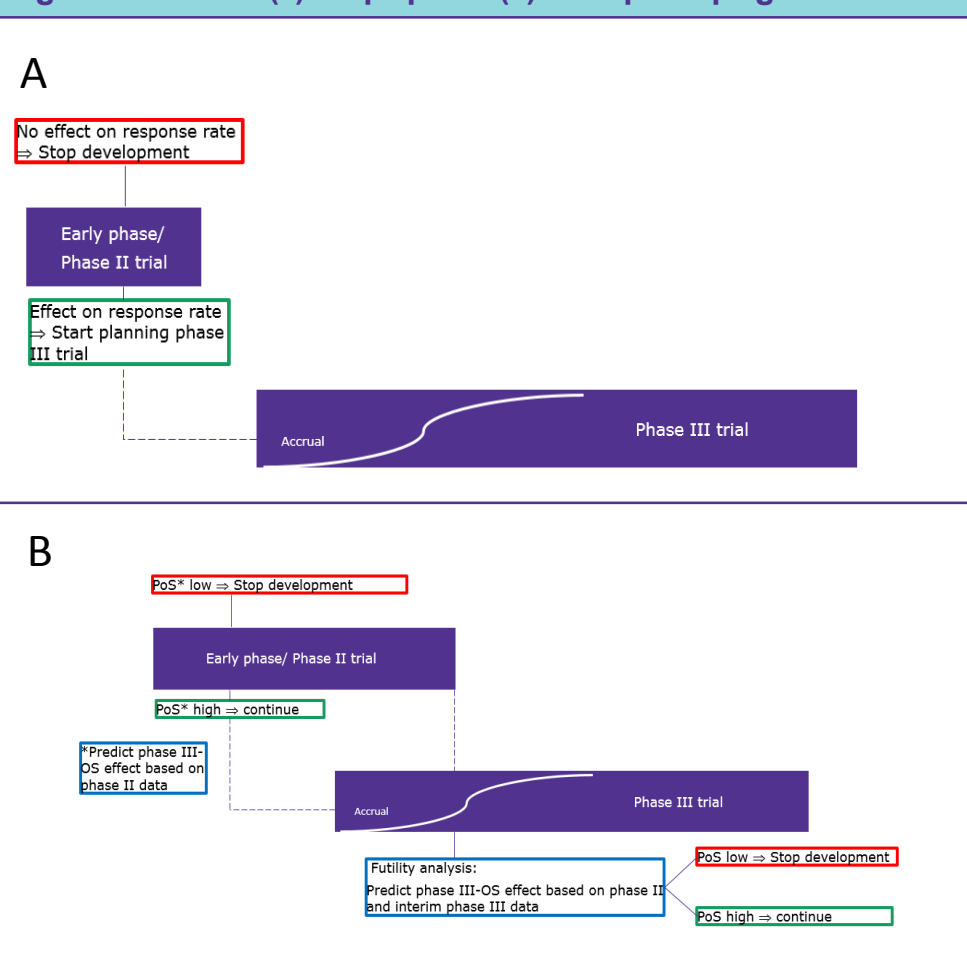 A
No effect on response rate
⇒ Stop development
Early phase/
Phase II trial
Effect on response rate
⇒ Start planning phase
III trial
Accrual
Phase III trial
B
PoS* low ⇒ Stop development
Early phase/ Phase II trial
PoS* high ⇒ continue
*Predict phase III-
OS effect based on
phase II data
Accrual
Phase III trial
Futility analysis:
Predict phase III-OS effect based on phase II
and interim phase III data
PoS low ⇒ Stop development
PoS high ⇒ continue